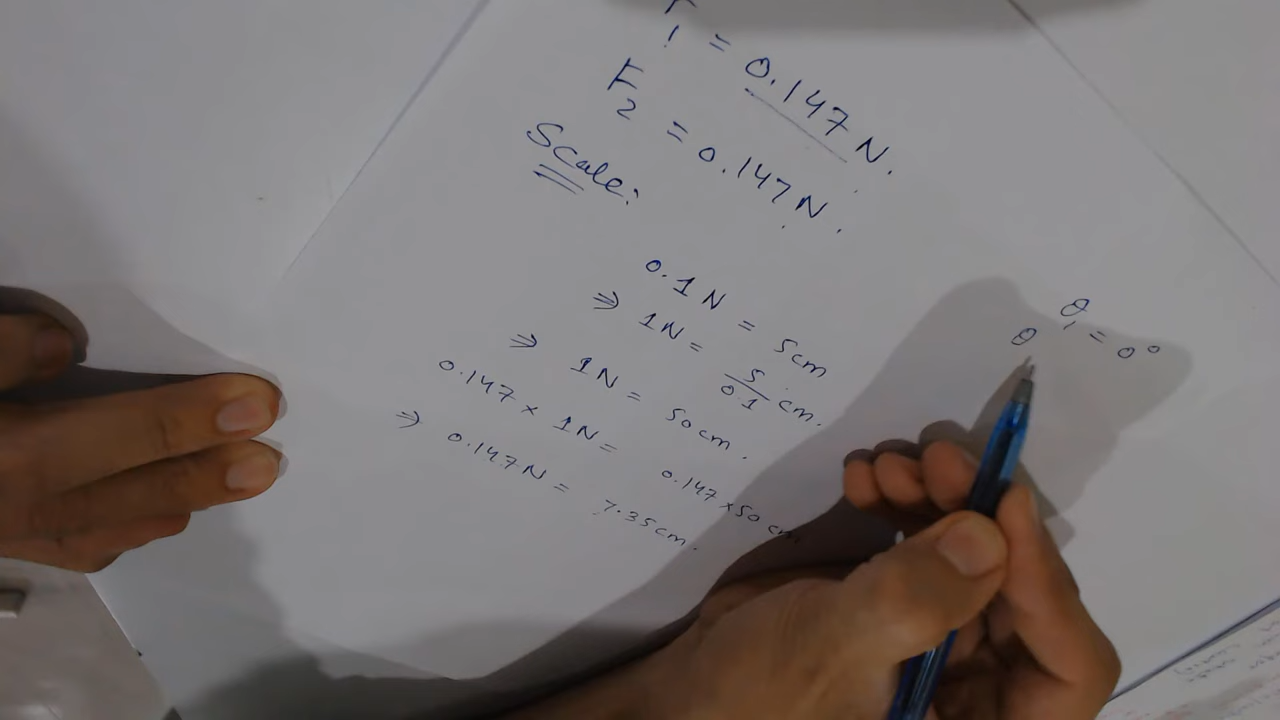 F1 = 0.147 N.
F2 = 0.147 N.
Scale:
0.1 N = 5cm
⇒ 1N = 5/0.1 cm.
⇒ 1N = 50cm.
0.147 × 1N = 0.147 × 50 cm.
⇒ 0.147N = 7.35cm.
θ1 = 0°
θ